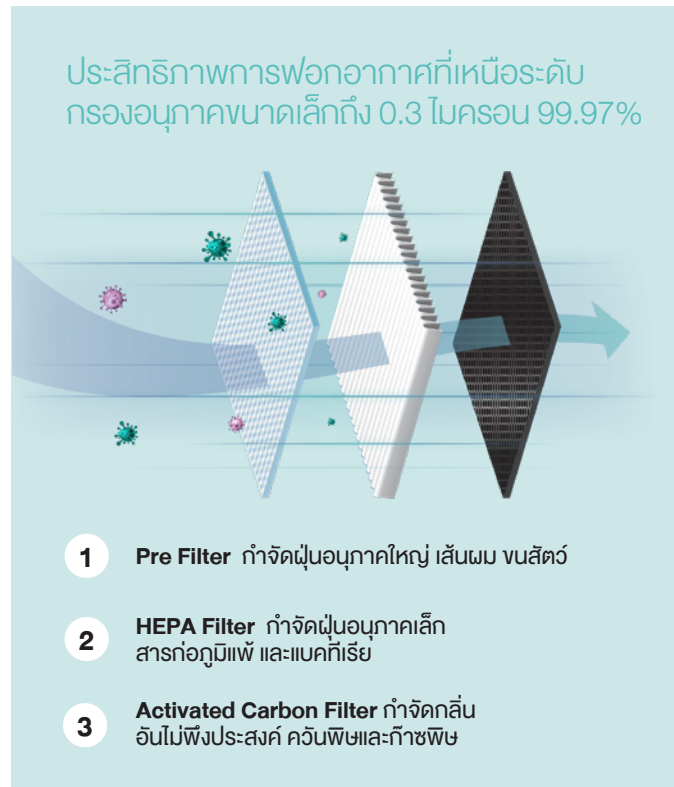 ประสิทธิภาพการฟอกอากาศที่เหนือระดับ
กรองอนุภาคขนาดเล็กถึง 0.3 ไมครอน 99.97%
1 Pre Filter กำจัดฝุ่นอนุภาคใหญ่ เส้นผม ขนสัตว์
2 HEPA Filter กำจัดฝุ่นอนุภาคเล็ก
สารก่อภูมิแพ้ และแบคทีเรีย
3 Activated Carbon Filter กำจัดกลิ่น
อันไม่พึงประสงค์ ควันพิษและก๊าซพิษ